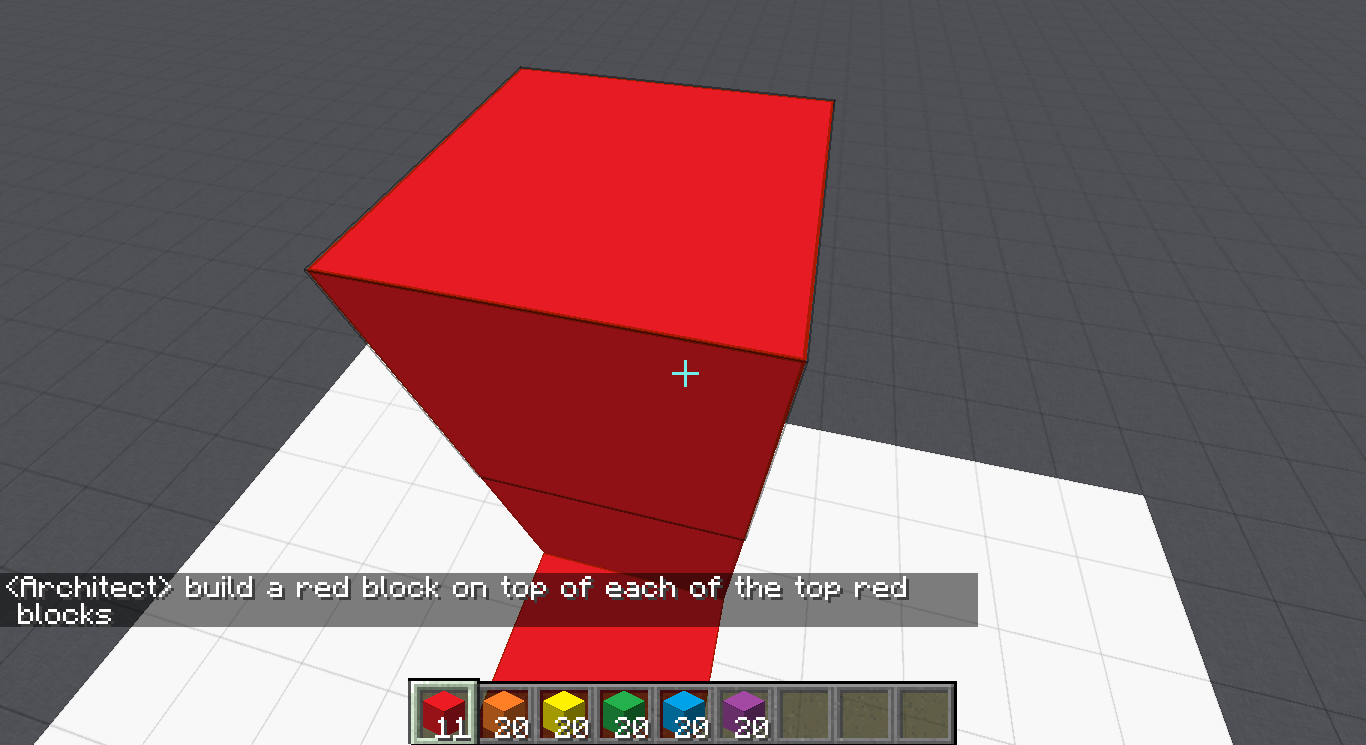 <Architect> build a red block on top of each of the top red
blocks
11 20 20 20 20 20